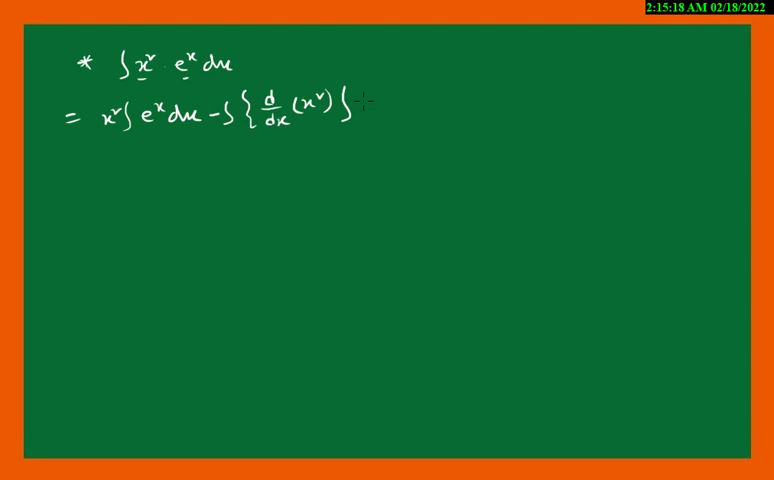 2:15:18 AM 02/18/2022
* ∫ x² · eˣ dx
= x² ∫ eˣ dx - ∫ { d/dx (x²) }